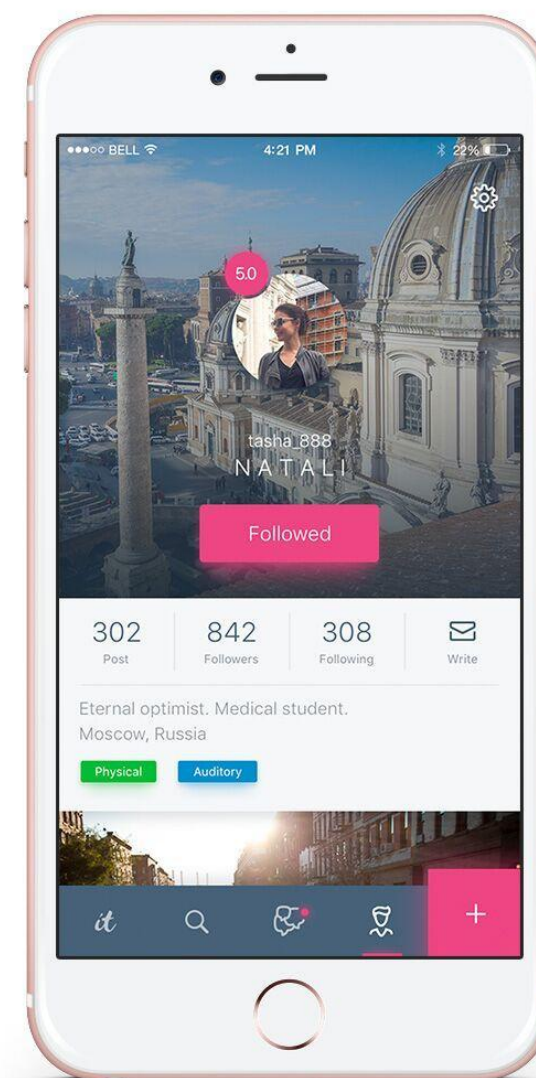 BELL 4:21 PM 22%
5.0
tasha_888
NATALI
Followed
302 842 308
Post Followers Following Write
Eternal optimist. Medical student.
Moscow, Russia
Physical Auditory
it
+